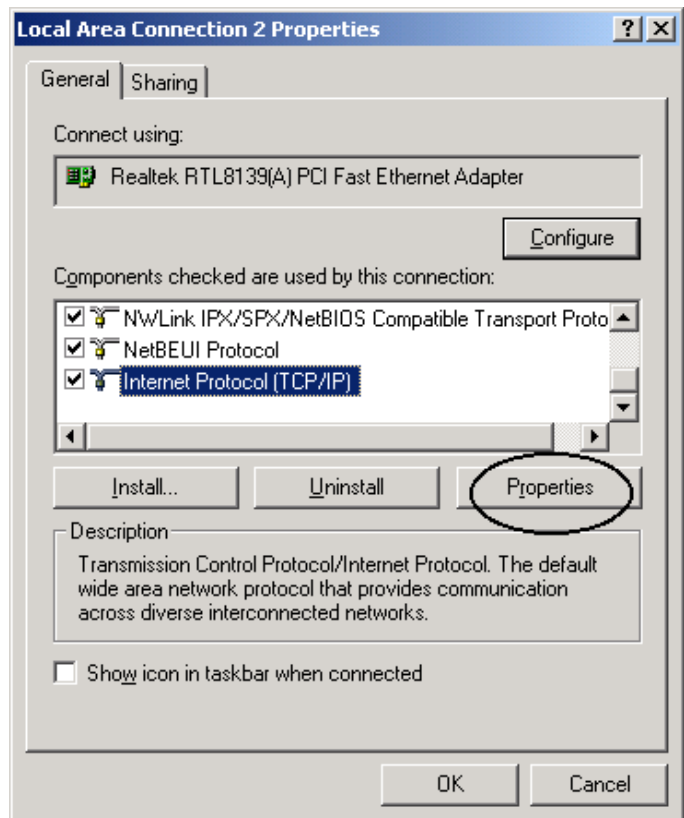 Local Area Connection 2 Properties
General
Sharing
Connect using:
Realtek RTL8139(A) PCI Fast Ethernet Adapter
Configure
Components checked are used by this connection:
NWLink IPX/SPX/NetBIOS Compatible Transport Proto
NetBEUI Protocol
Internet Protocol (TCP/IP)
Install...
Uninstall
Properties
Description
Transmission Control Protocol/Internet Protocol. The default
wide area network protocol that provides communication
across diverse interconnected networks.
Show icon in taskbar when connected
OK
Cancel